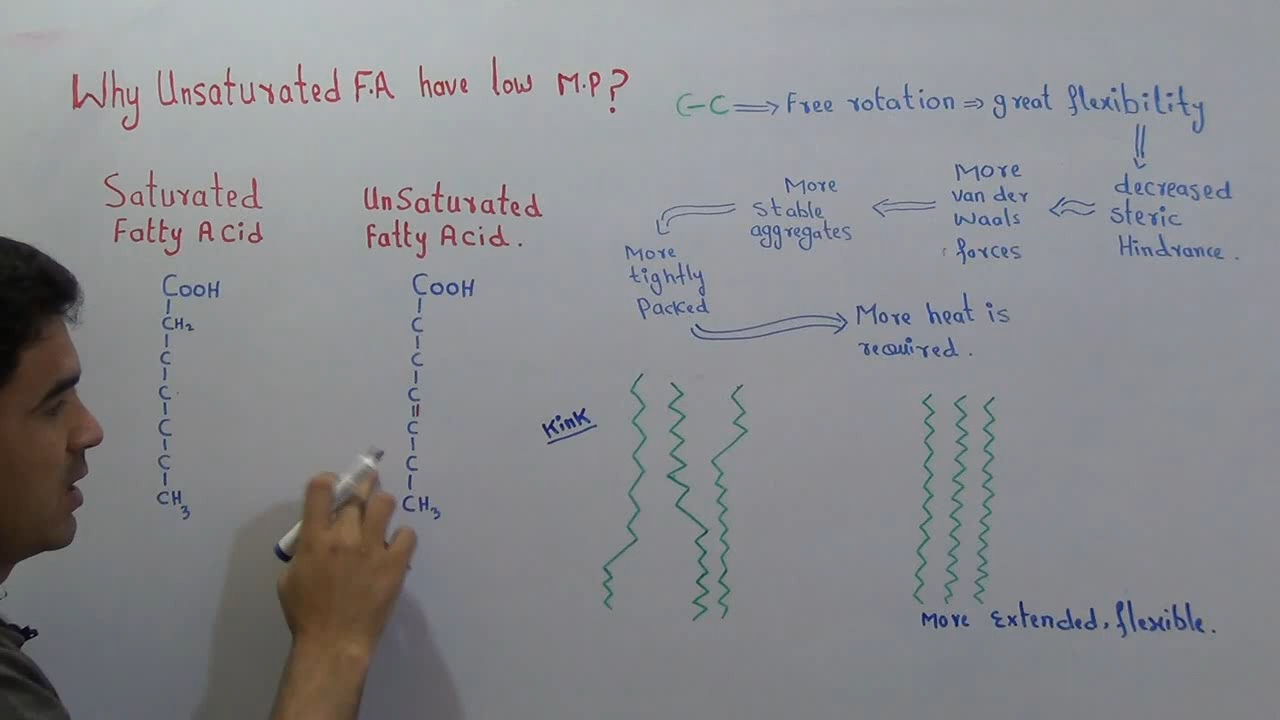 Why Unsaturated F.A have low M.P?
C-C ⇒ Free rotation ⇒ great flexibility
decreased
steric
Hindrance.
More
van der
waals
forces
More
stable
aggregates
More
tightly
Packed
More heat is
required.
Saturated
Fatty Acid
COOH
CH2
C
C
C
C
CH3
UnSaturated
Fatty Acid.
COOH
C
C
C
C
C
CH3
Kink
More Extended, flexible.